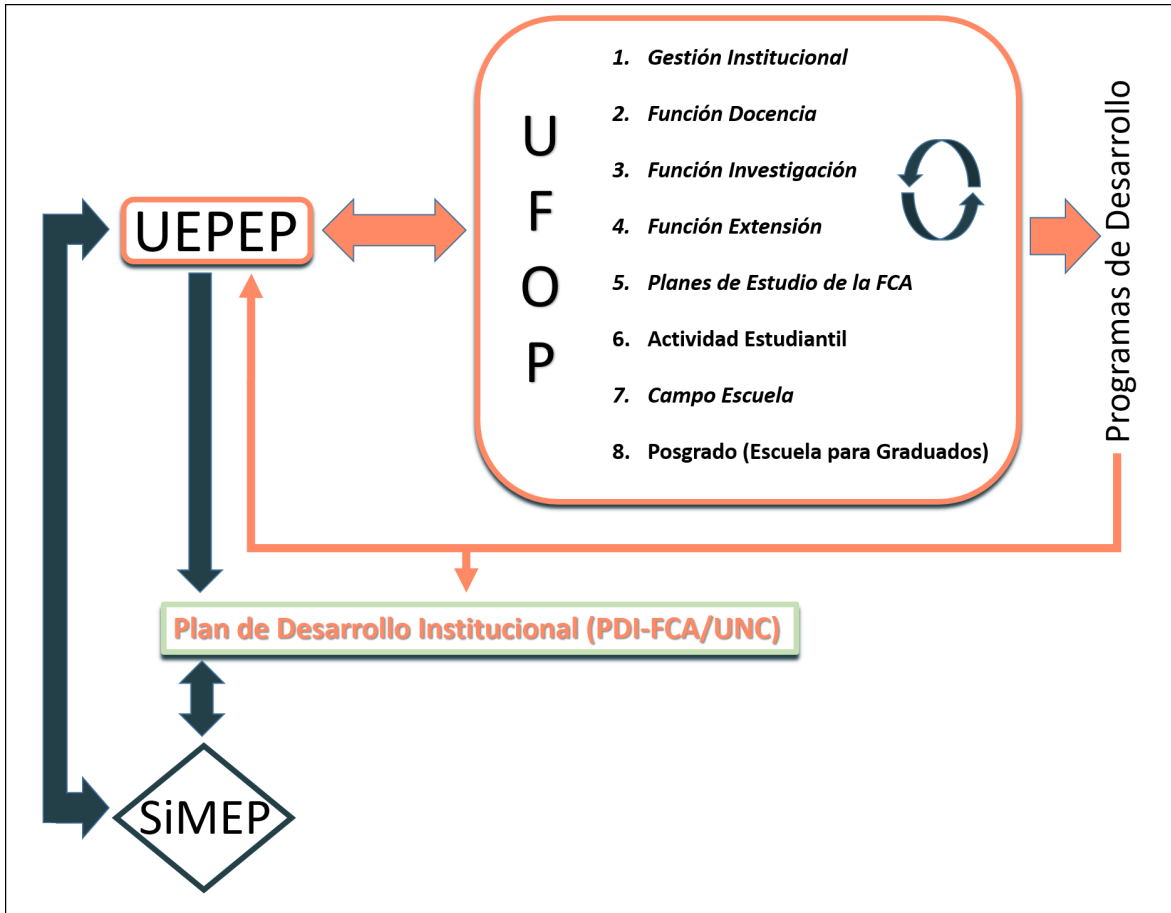 UEPEP
UFOP
1. Gestión Institucional
2. Función Docencia
3. Función Investigación
4. Función Extensión
5. Planes de Estudio de la FCA
6. Actividad Estudiantil
7. Campo Escuela
8. Posgrado (Escuela para Graduados)
Programas de Desarrollo
Plan de Desarrollo Institucional (PDI-FCA/UNC)
SiMEP